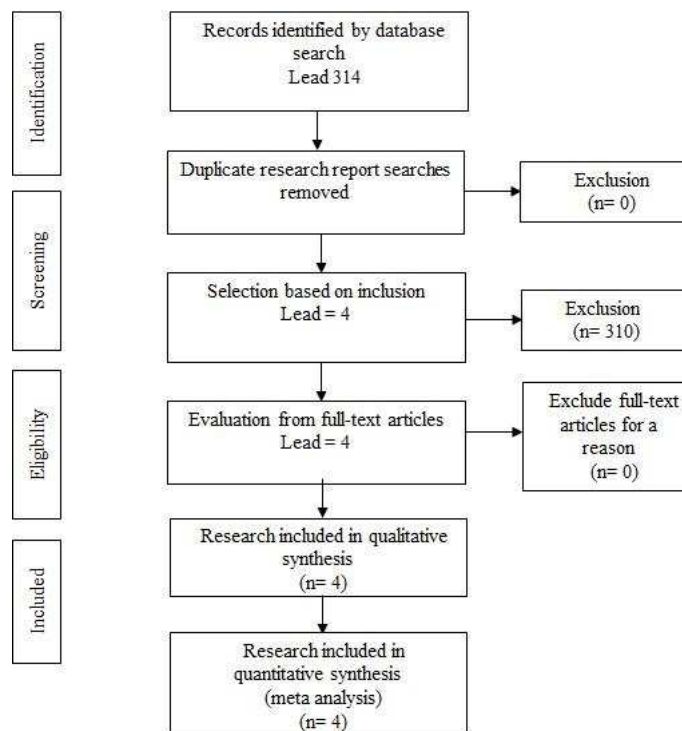 Identification
Records identified by database
search
Lead 314
Duplicate research report searches
removed
Exclusion
(n= 0)
Screening
Selection based on inclusion
Lead = 4
Exclusion
(n= 310)
Eligibility
Evaluation from full-text articles
Lead = 4
Exclude full-text
articles for a
reason
(n= 0)
Included
Research included in qualitative
synthesis
(n= 4)
Research included in
quantitative synthesis
(meta analysis)
(n= 4)